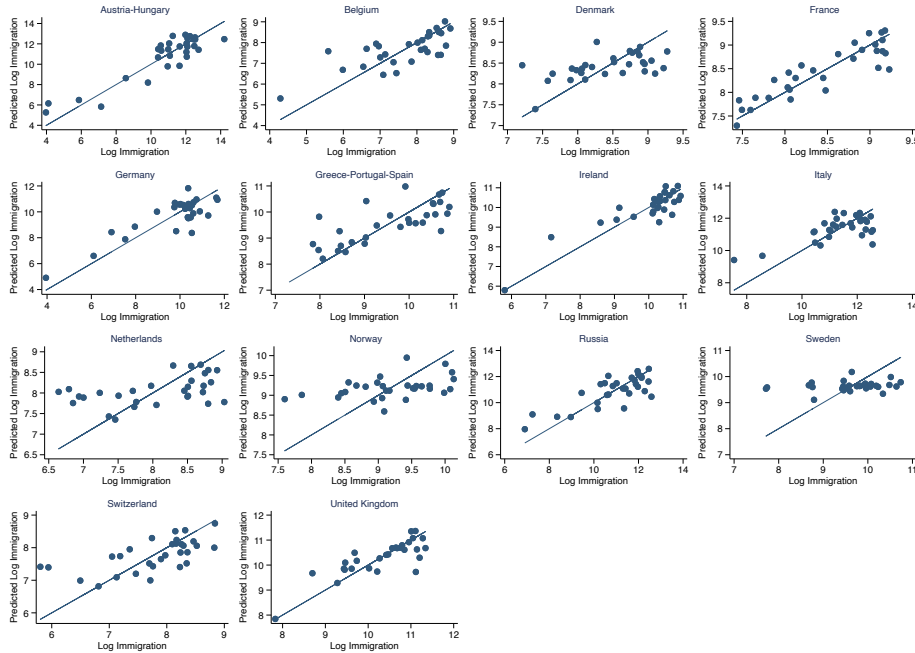 Austria-Hungary
Predicted Log Immigration
12
10
8
6
4
4 6 8 10 12 14
Log Immigration
Belgium
Predicted Log Immigration
9
8
7
6
5
4
4 5 6 7 8 9
Log Immigration
Denmark
Predicted Log Immigration
9.5
9
8.5
8
7.5
7
7 7.5 8 8.5 9 9.5
Log Immigration
France
Predicted Log Immigration
9.5
9
8.5
8
7.5
7.5 8 8.5 9 9.5
Log Immigration
Germany
Predicted Log Immigration
12
10
8
6
4
4 6 8 10 12
Log Immigration
Greece-Portugal-Spain
Predicted Log Immigration
11
10
9
8
7
7 8 9 10 11
Log Immigration
Ireland
Predicted Log Immigration
11
10
9
8
7
6
6 7 8 9 10 11
Log Immigration
Italy
Predicted Log Immigration
14
12
10
8
8 10 12 14
Log Immigration
Netherlands
Predicted Log Immigration
9
8.5
8
7.5
7
6.5
6.5 7 7.5 8 8.5 9
Log Immigration
Norway
Predicted Log Immigration
10
9.5
9
8.5
8
7.5
7.5 8 8.5 9 9.5 10
Log Immigration
Russia
Predicted Log Immigration
14
12
10
8
6
6 8 10 12 14
Log Immigration
Sweden
Predicted Log Immigration
11
10
9
8
7
7 8 9 10 11
Log Immigration
Switzerland
Predicted Log Immigration
9
8
7
6
6 7 8 9
Log Immigration
United Kingdom
Predicted Log Immigration
12
11
10
9
8
8 9 10 11 12
Log Immigration